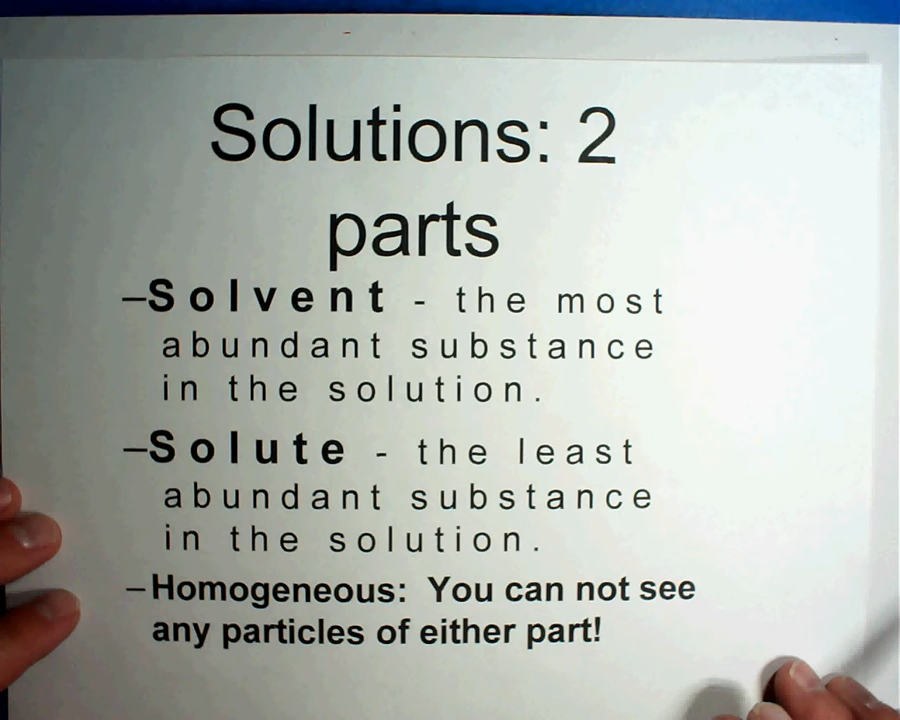 Solutions: 2
parts
–Solvent - the most
abundant substance
in the solution.
–Solute - the least
abundant substance
in the solution.
–Homogeneous: You can not see
any particles of either part!